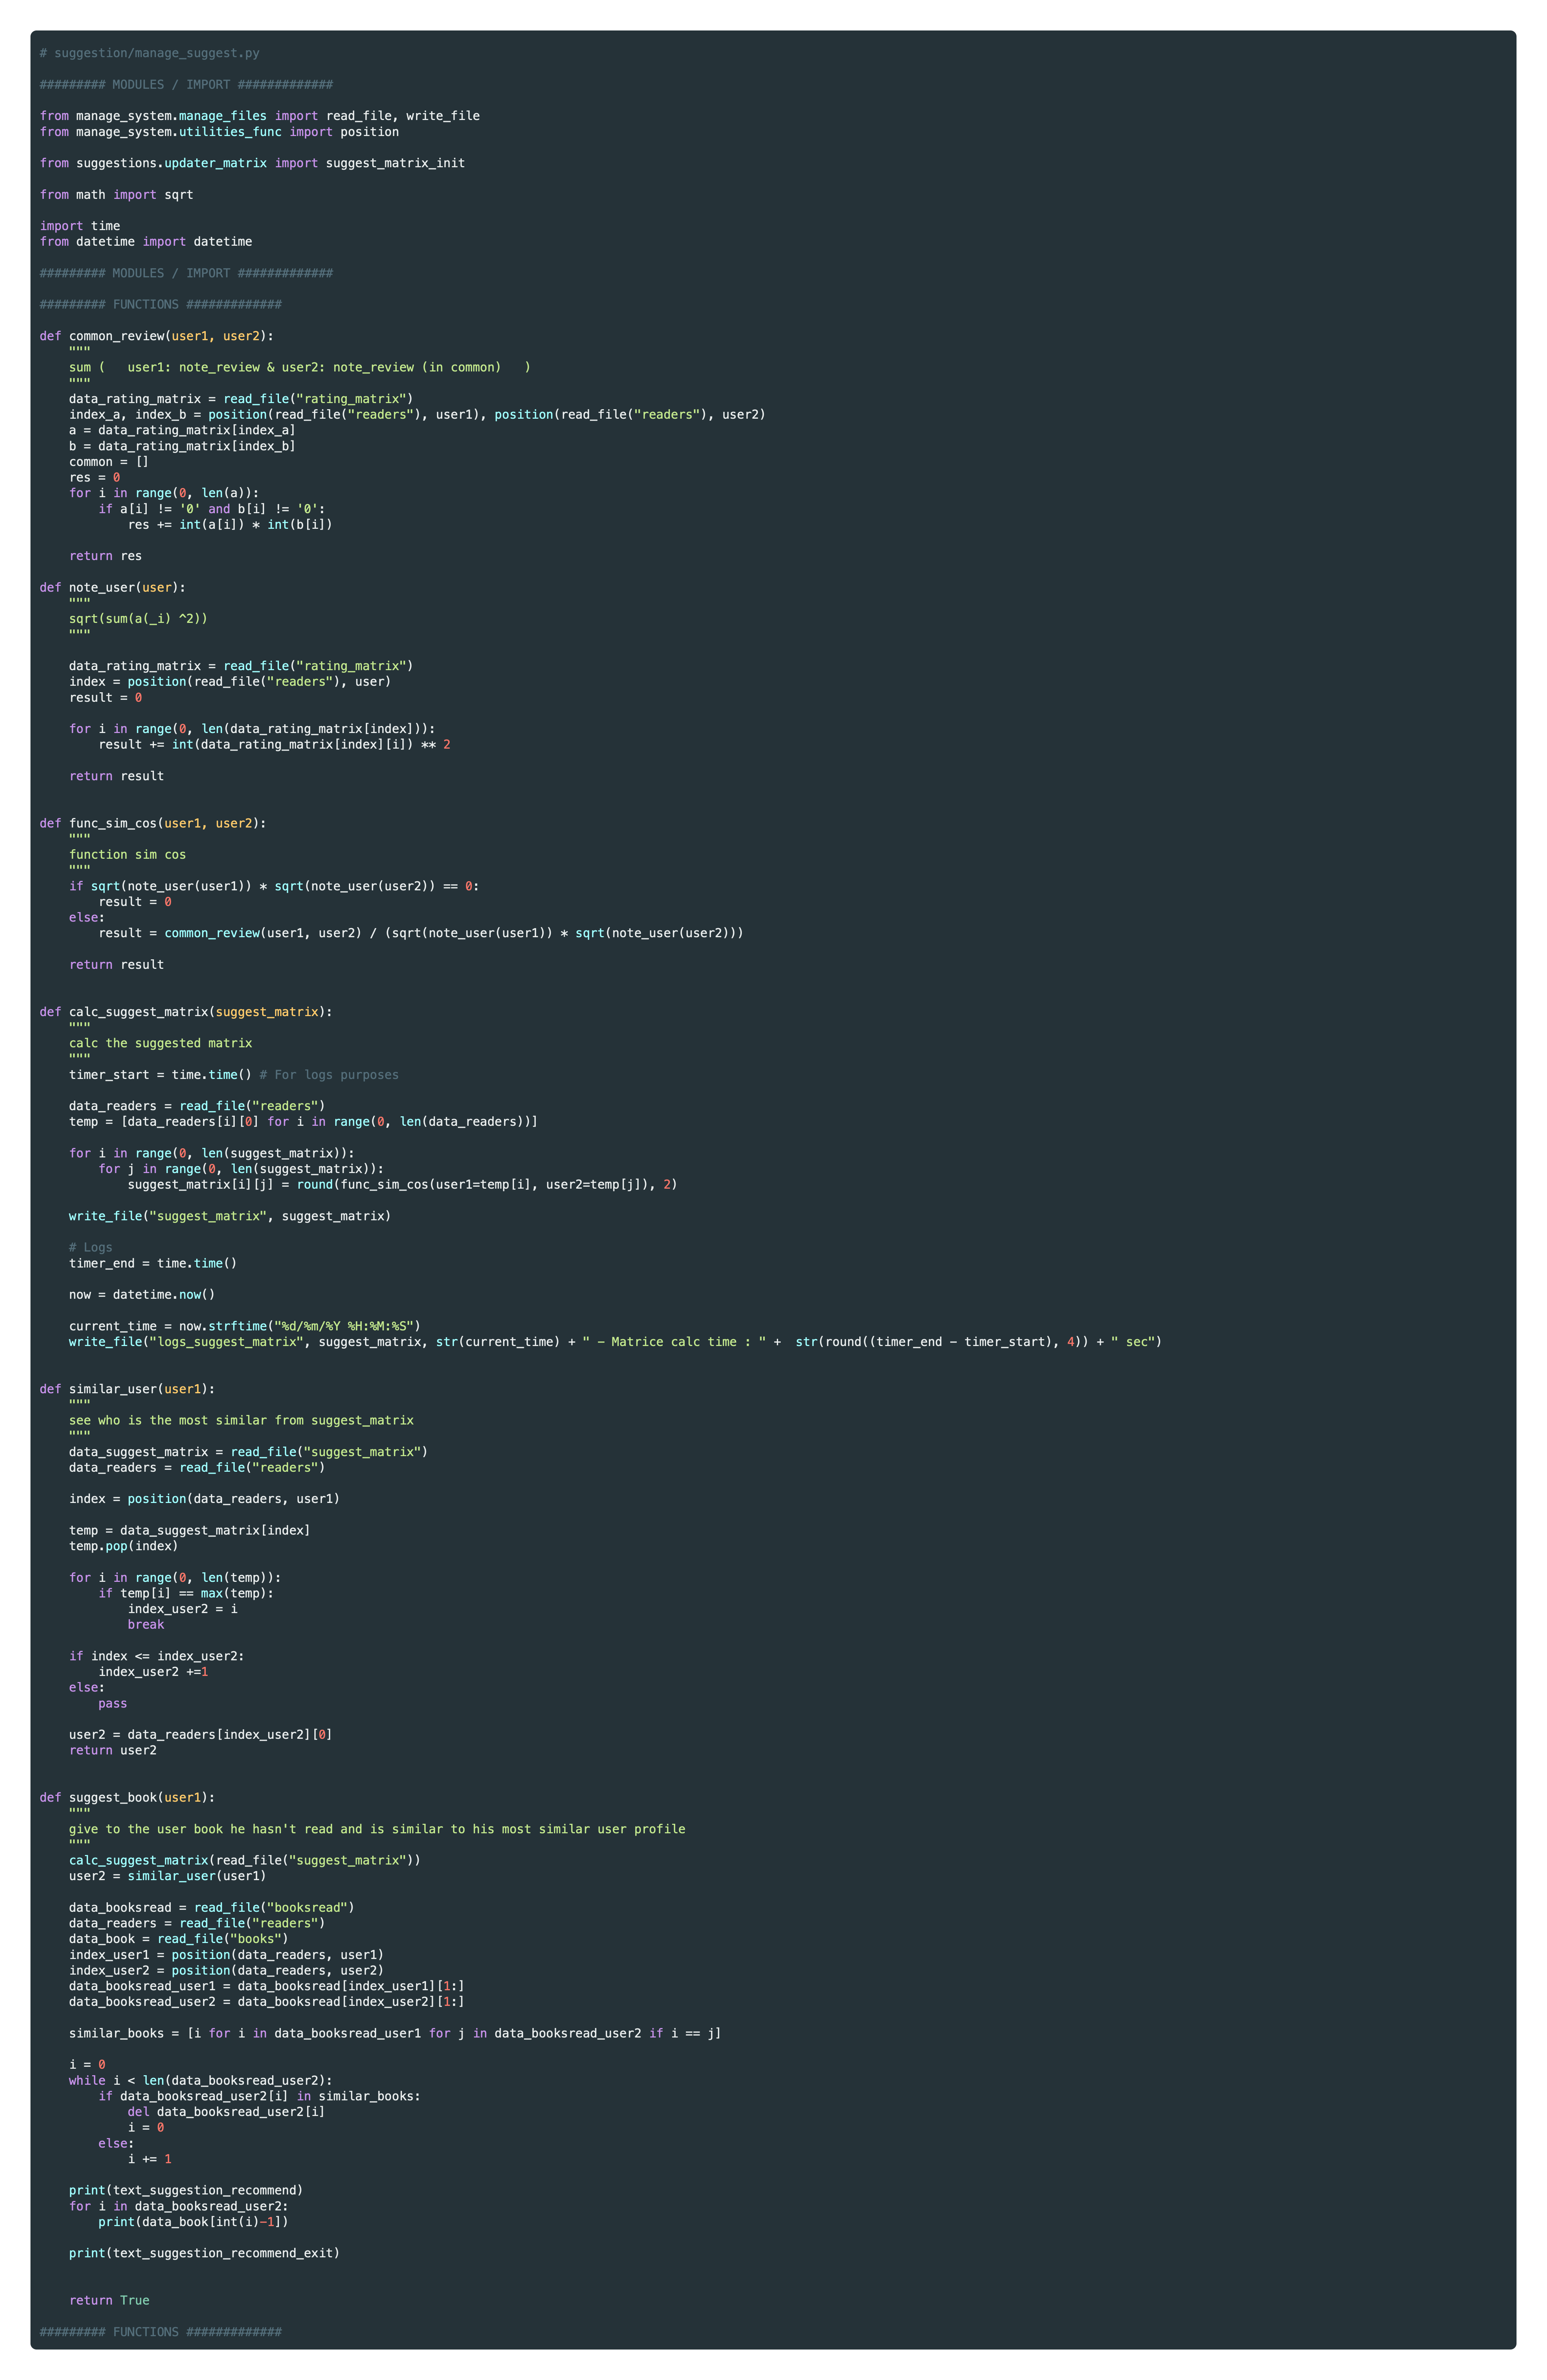 # suggestion/manage_suggest.py

######### MODULES / IMPORT #############

from manage_system.manage_files import read_file, write_file
from manage_system.utilities_func import position

from suggestions.updater_matrix import suggest_matrix_init

from math import sqrt

import time
from datetime import datetime

######### MODULES / IMPORT #############

######### FUNCTIONS #############

def common_review(user1, user2):
    """
    sum (   user1: note_review & user2: note_review (in common)   )
    """
    data_rating_matrix = read_file("rating_matrix")
    index_a, index_b = position(read_file("readers"), user1), position(read_file("readers"), user2)
    a = data_rating_matrix[index_a]
    b = data_rating_matrix[index_b]
    common = []
    res = 0
    for i in range(0, len(a)):
        if a[i] != '0' and b[i] != '0':
            res += int(a[i]) * int(b[i])

    return res

def note_user(user):
    """
    sqrt(sum(a(_i) ^2))
    """

    data_rating_matrix = read_file("rating_matrix")
    index = position(read_file("readers"), user)
    result = 0

    for i in range(0, len(data_rating_matrix[index])):
        result += int(data_rating_matrix[index][i]) ** 2

    return result


def func_sim_cos(user1, user2):
    """
    function sim cos
    """
    if sqrt(note_user(user1)) * sqrt(note_user(user2)) == 0:
        result = 0
    else:
        result = common_review(user1, user2) / (sqrt(note_user(user1)) * sqrt(note_user(user2)))

    return result


def calc_suggest_matrix(suggest_matrix):
    """
    calc the suggested matrix
    """
    timer_start = time.time() # For logs purposes

    data_readers = read_file("readers")
    temp = [data_readers[i][0] for i in range(0, len(data_readers))]

    for i in range(0, len(suggest_matrix)):
        for j in range(0, len(suggest_matrix)):
            suggest_matrix[i][j] = round(func_sim_cos(user1=temp[i], user2=temp[j]), 2)

    write_file("suggest_matrix", suggest_matrix)

    # Logs
    timer_end = time.time()

    now = datetime.now()

    current_time = now.strftime("%d/%m/%Y %H:%M:%S")
    write_file("logs_suggest_matrix", suggest_matrix, str(current_time) + " - Matrice calc time : " +  str(round((timer_end - timer_start), 4)) + " sec")


def similar_user(user1):
    """
    see who is the most similar from suggest_matrix
    """
    data_suggest_matrix = read_file("suggest_matrix")
    data_readers = read_file("readers")

    index = position(data_readers, user1)

    temp = data_suggest_matrix[index]
    temp.pop(index)

    for i in range(0, len(temp)):
        if temp[i] == max(temp):
            index_user2 = i
            break

    if index <= index_user2:
        index_user2 +=1
    else:
        pass

    user2 = data_readers[index_user2][0]
    return user2


def suggest_book(user1):
    """
    give to the user book he hasn't read and is similar to his most similar user profile
    """
    calc_suggest_matrix(read_file("suggest_matrix"))
    user2 = similar_user(user1)

    data_booksread = read_file("booksread")
    data_readers = read_file("readers")
    data_book = read_file("books")
    index_user1 = position(data_readers, user1)
    index_user2 = position(data_readers, user2)
    data_booksread_user1 = data_booksread[index_user1][1:]
    data_booksread_user2 = data_booksread[index_user2][1:]

    similar_books = [i for i in data_booksread_user1 for j in data_booksread_user2 if i == j]

    i = 0
    while i < len(data_booksread_user2):
        if data_booksread_user2[i] in similar_books:
            del data_booksread_user2[i]
            i = 0
        else:
            i += 1

    print(text_suggestion_recommend)
    for i in data_booksread_user2:
        print(data_book[int(i)-1])

    print(text_suggestion_recommend_exit)


    return True

######### FUNCTIONS #############